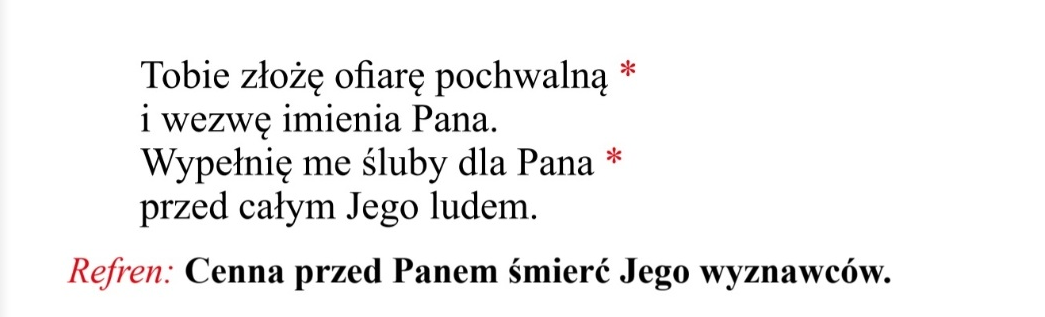 Tobie złożę ofiarę pochwalną *
i wezwę imienia Pana.
Wypełnię me śluby dla Pana *
przed całym Jego ludem.
Refren: Cenna przed Panem śmierć Jego wyznawców.